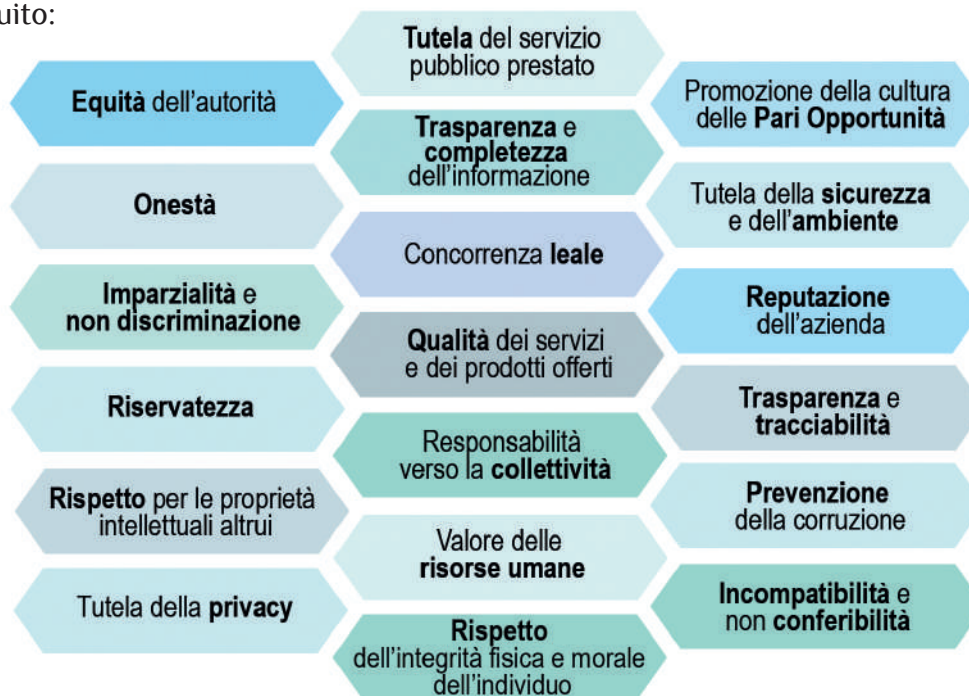 uito:
Equità dell'autorità
Onestà
Imparzialità e
non discriminazione
Riservatezza
Rispetto per le proprietà
intellettuali altrui
Tutela della privacy
Tutela del servizio
pubblico prestato
Trasparenza e
completezza
dell'informazione
Concorrenza leale
Qualità dei servizi
e dei prodotti offerti
Responsabilità
verso la collettività
Valore delle
risorse umane
Rispetto
dell'integrità fisica e morale
dell'individuo
Promozione della cultura
delle Pari Opportunità
Tutela della sicurezza
e dell'ambiente
Reputazione
dell'azienda
Trasparenza e
tracciabilità
Prevenzione
della corruzione
Incompatibilità e
non conferibilità